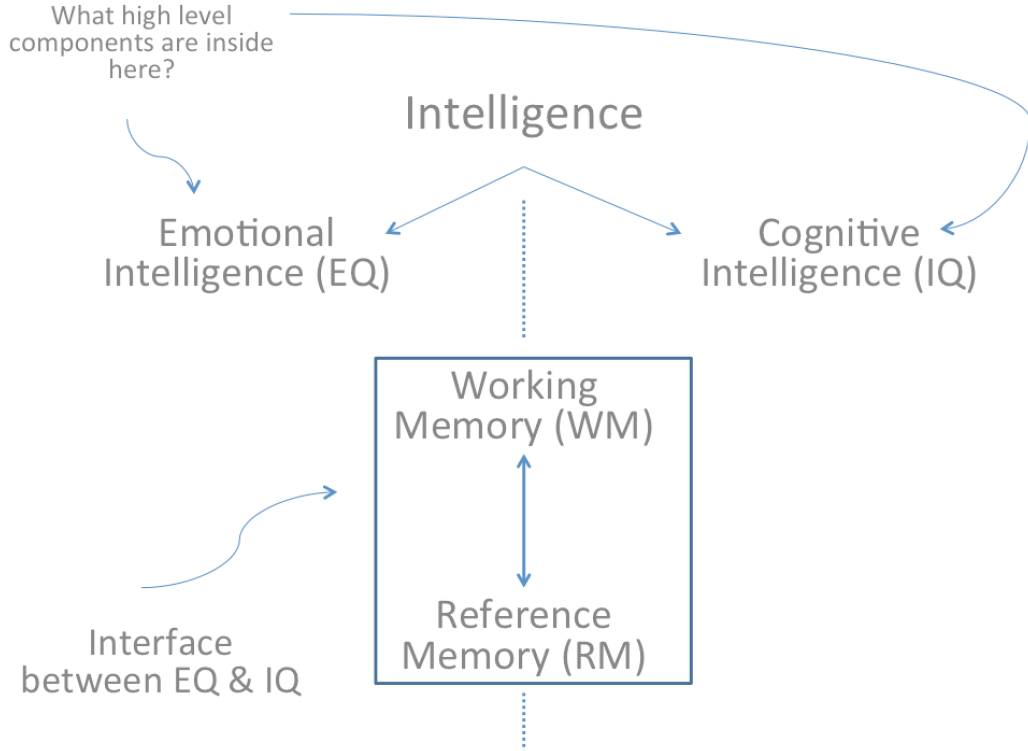 What high level
components are inside
here?
Intelligence
Emotional
Intelligence (EQ)
Cognitive
Intelligence (IQ)
Working
Memory (WM)
Reference
Memory (RM)
Interface
between EQ & IQ